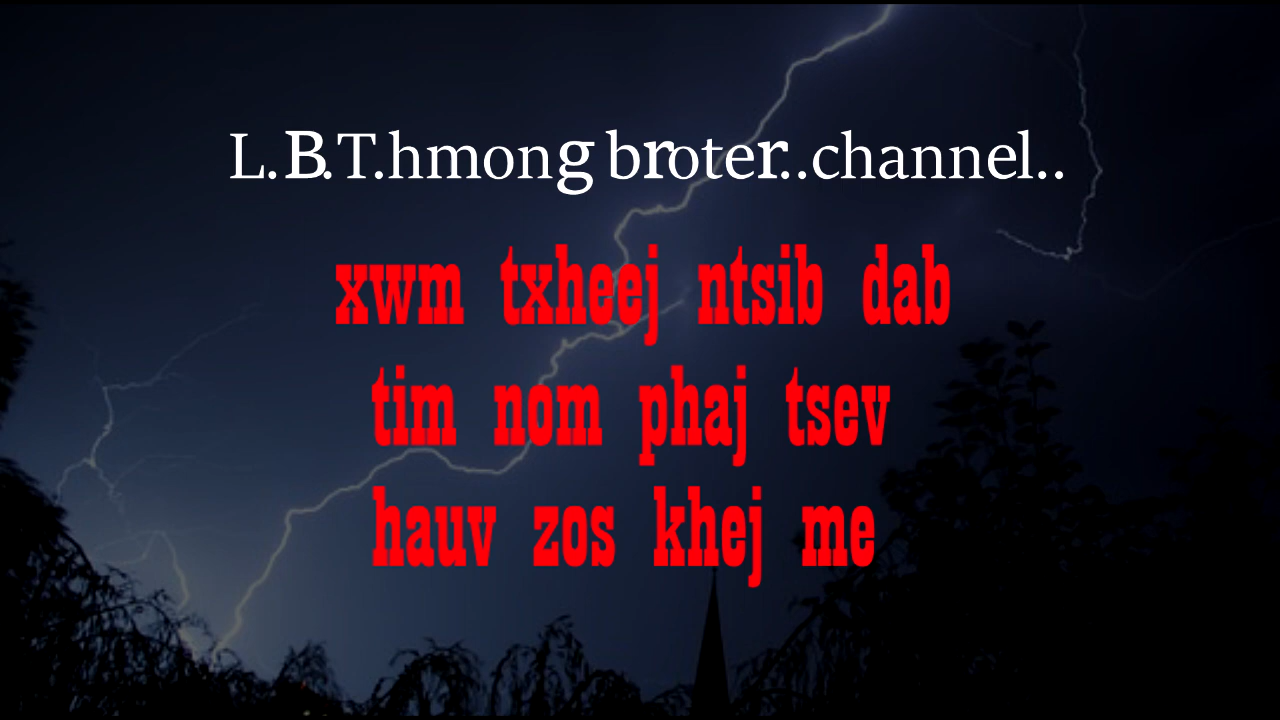 L.B.T.hmong broter..channel..
xwm txheej ntsib dab
tim nom phaj tsev
hauv zos khej me